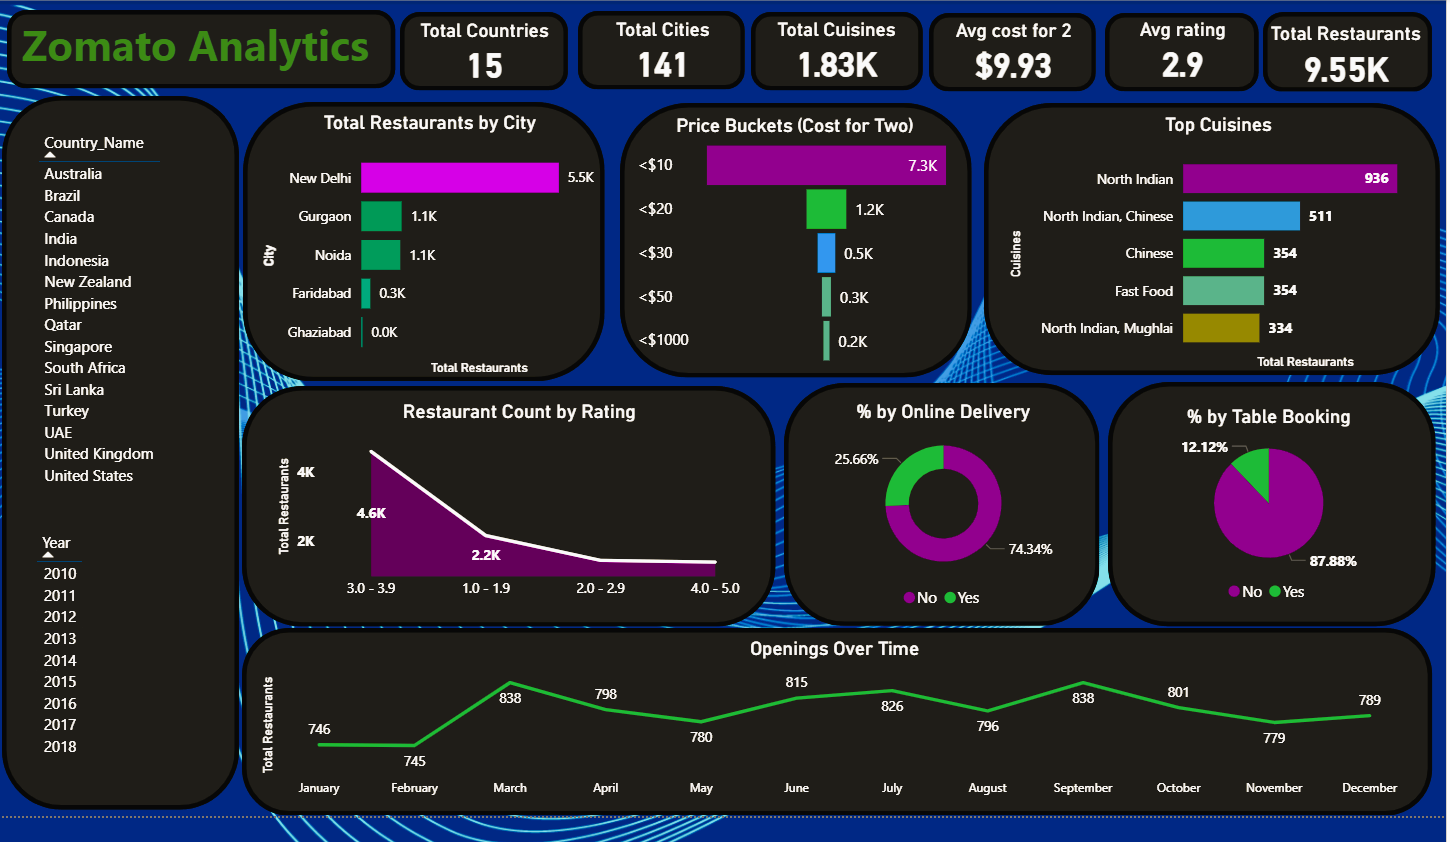 Zomato Analytics
Total Countries
15
Total Cities
141
Total Cuisines
1.83K
Avg cost for 2
$9.93
Avg rating
2.9
Total Restaurants
9.55K
Country_Name
Australia
Brazil
Canada
India
Indonesia
New Zealand
Philippines
Qatar
Singapore
South Africa
Sri Lanka
Turkey
UAE
United Kingdom
United States
Year
2010
2011
2012
2013
2014
2015
2016
2017
2018
Total Restaurants by City
City
New Delhi 5.5K
Gurgaon 1.1K
Noida 1.1K
Faridabad 0.3K
Ghaziabad 0.0K
Total Restaurants
Price Buckets (Cost for Two)
<$10 7.3K
<$20 1.2K
<$30 0.5K
<$50 0.3K
<$1000 0.2K
Top Cuisines
Cuisines
North Indian 936
North Indian, Chinese 511
Chinese 354
Fast Food 354
North Indian, Mughlai 334
Total Restaurants
Restaurant Count by Rating
Total Restaurants
4K
2K
4.6K
2.2K
3.0 – 3.9 1.0 – 1.9 2.0 – 2.9 4.0 – 5.0
% by Online Delivery
25.66%
74.34%
No Yes
% by Table Booking
12.12%
87.88%
No Yes
Openings Over Time
Total Restaurants
746 745 838 798 780 815 826 796 838 801 779 789
January February March April May June July August September October November December